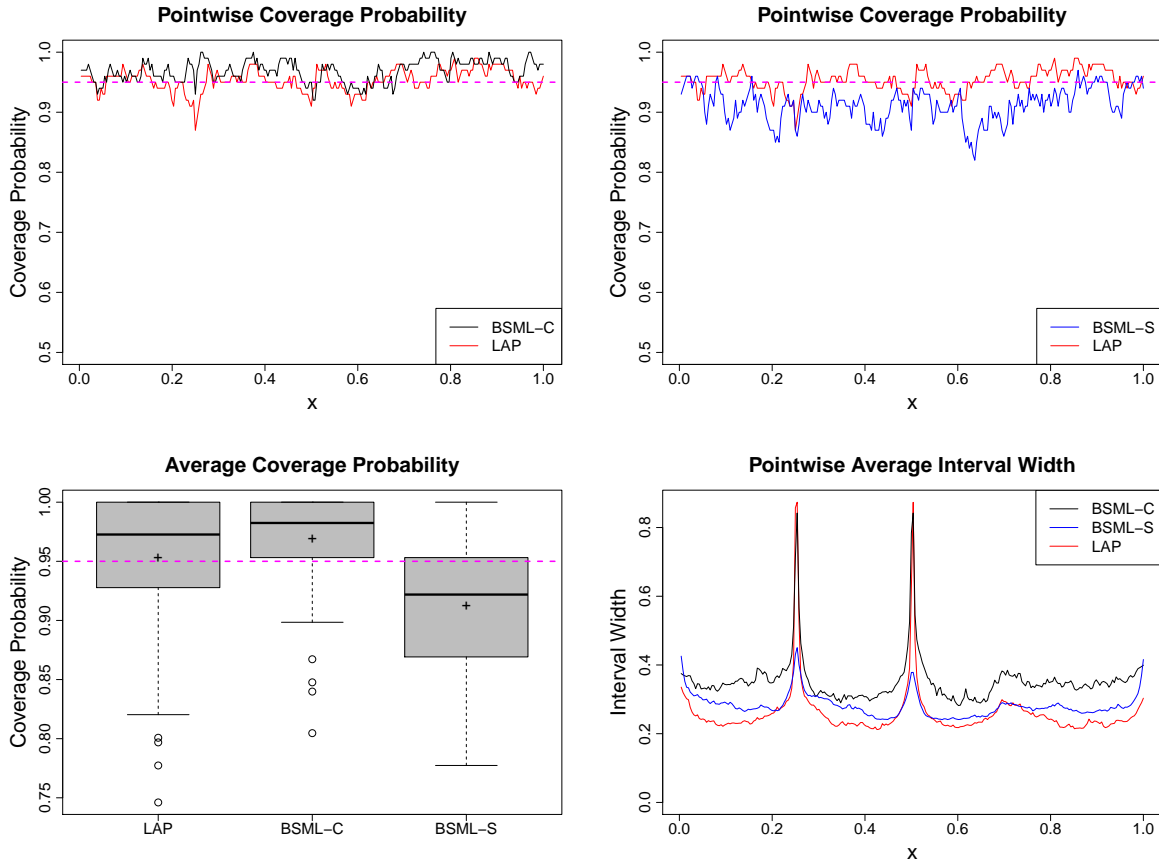 Pointwise Coverage Probability
Coverage Probability
1.0
0.9
0.8
0.7
0.6
0.5
BSML−C
LAP
0.0 0.2 0.4 0.6 0.8 1.0
x
Pointwise Coverage Probability
Coverage Probability
1.0
0.9
0.8
0.7
0.6
0.5
BSML−S
LAP
0.0 0.2 0.4 0.6 0.8 1.0
x
Average Coverage Probability
Coverage Probability
1.00
0.95
0.90
0.85
0.80
0.75
LAP BSML−C BSML−S
Pointwise Average Interval Width
Interval Width
0.8
0.6
0.4
0.2
0.0
BSML−C
BSML−S
LAP
0.0 0.2 0.4 0.6 0.8 1.0
x